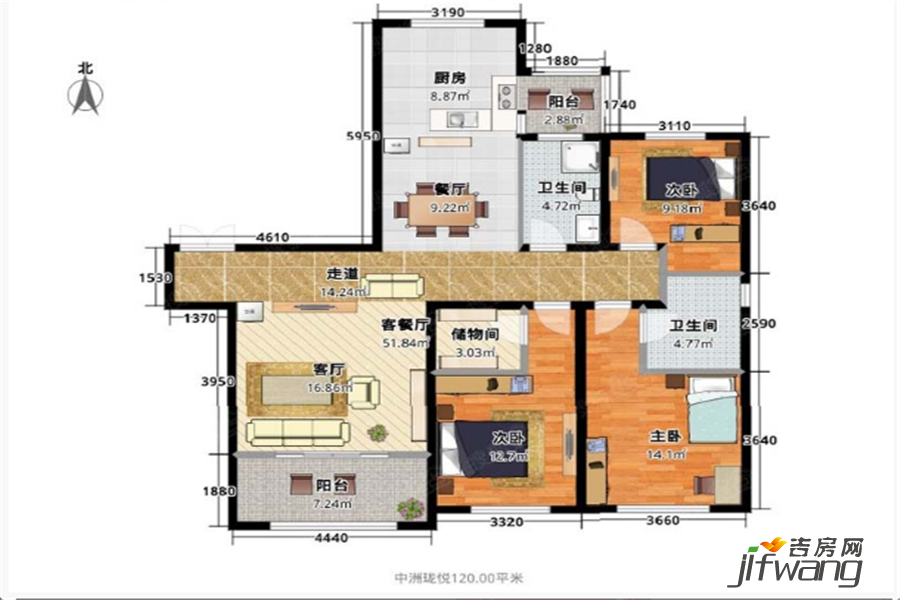 3190
北
厨房
8.87㎡
1280
1880
阳台
2.88㎡
1740
5950
3110
餐厅
9.22㎡
卫生间
4.72㎡
次卧
9.18㎡
3640
4610
走道
14.24㎡
1530
1370
客餐厅
51.84㎡
储物间
3.03㎡
卫生间
4.77㎡
2590
客厅
16.86㎡
3950
次卧
12.7㎡
主卧
14.1㎡
3640
阳台
7.24㎡
1880
4440
3320
3660
吉房网
jifwang
中洲珑悦120.00平米